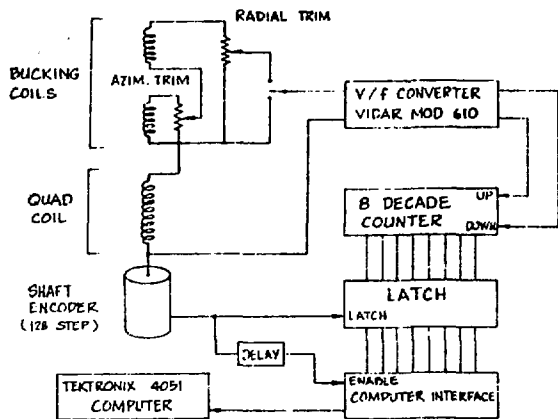 RADIAL TRIM
BUCKING
COILS
AZIM. TRIM
V/f CONVERTER
VIDAR MOD 610
QUAD
COIL
8 DECADE
COUNTER
UP
DOWN
SHAFT
ENCODER
(128 STEP)
LATCH
LATCH
DELAY
ENABLE
COMPUTER INTERFACE
TEKTRONIX 4051
COMPUTER